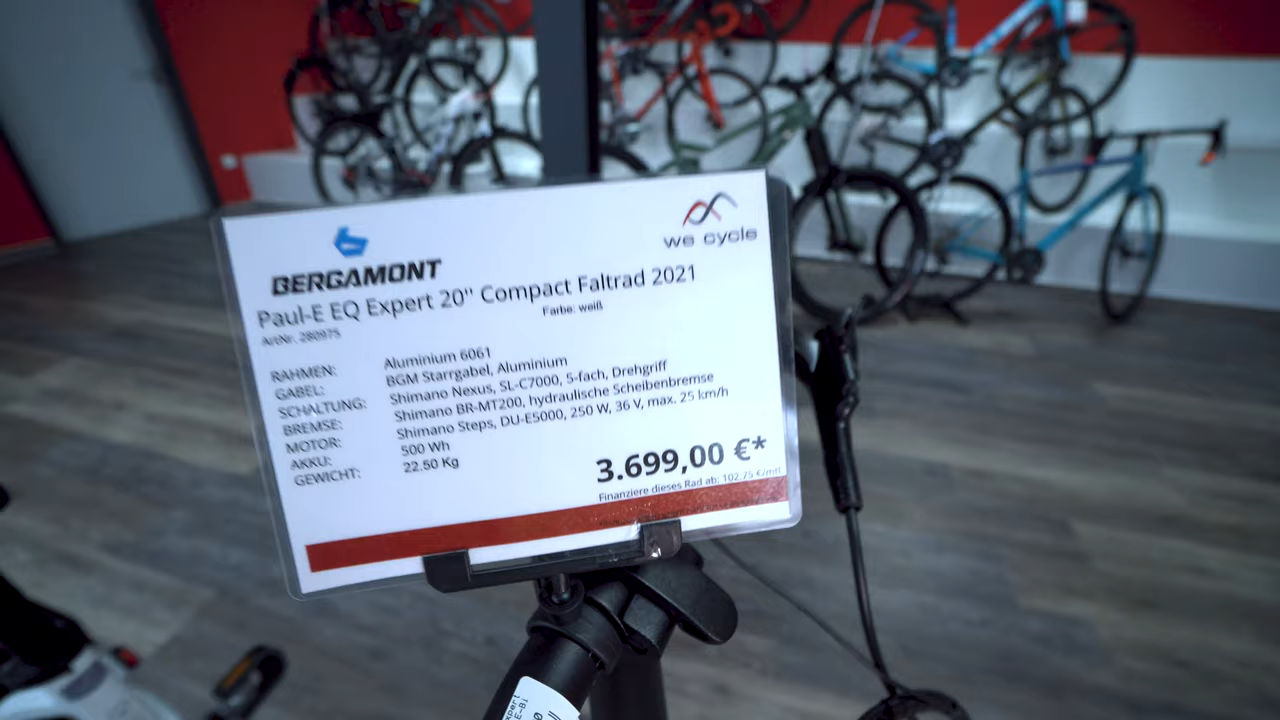 BERGAMONT
we cycle
Paul-E EQ Expert 20" Compact Faltrad 2021
ArtNr. 280975
Farbe: weiß
RAHMEN: Aluminium 6061
GABEL: BGM Starrgabel, Aluminium
SCHALTUNG: Shimano Nexus, SL-C7000, 5-fach, Drehgriff
BREMSE: Shimano BR-MT200, hydraulische Scheibenbremse
MOTOR: Shimano Steps, DU-E5000, 250 W, 36 V, max. 25 km/h
AKKU: 500 Wh
GEWICHT: 22.50 Kg
3.699,00 €*
Finanziere dieses Rad ab: 102,75 €/mtl.